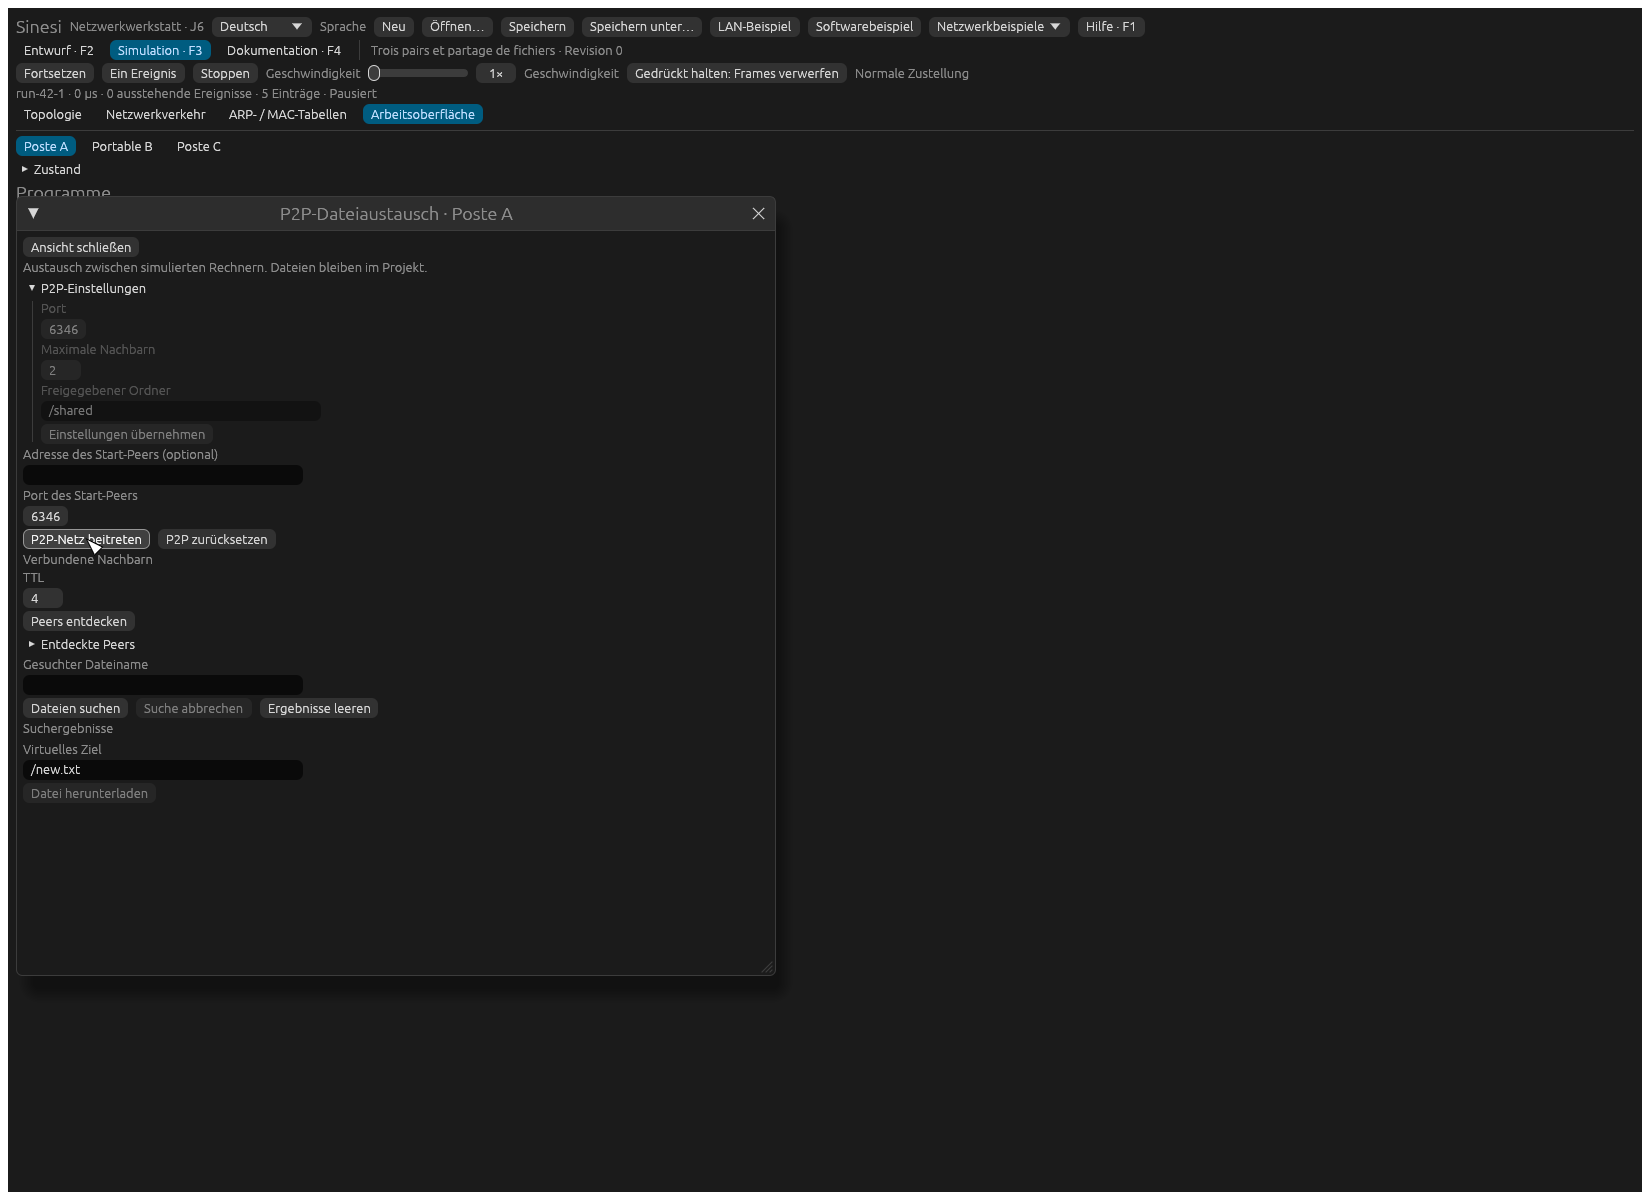 Sinesi Netzwerkwerkstatt · J6 Deutsch Sprache Neu Öffnen... Speichern Speichern unter... LAN-Beispiel Softwarebeispiel Netzwerkbeispiele Hilfe · F1
Entwurf · F2 Simulation · F3 Dokumentation · F4 Trois pairs et partage de fichiers · Revision 0
Fortsetzen Ein Ereignis Stoppen Geschwindigkeit 1× Geschwindigkeit Gedrückt halten: Frames verwerfen Normale Zustellung
run-42-1 · 0 µs · 0 ausstehende Ereignisse · 5 Einträge · Pausiert
Topologie Netzwerkverkehr ARP- / MAC-Tabellen Arbeitsoberfläche
Poste A Portable B Poste C
Zustand
Programme
P2P-Dateiaustausch · Poste A
Ansicht schließen
Austausch zwischen simulierten Rechnern. Dateien bleiben im Projekt.
P2P-Einstellungen
Port
6346
Maximale Nachbarn
2
Freigegebener Ordner
/shared
Einstellungen übernehmen
Adresse des Start-Peers (optional)
Port des Start-Peers
6346
P2P-Netz beitreten P2P zurücksetzen
Verbundene Nachbarn
TTL
4
Peers entdecken
Entdeckte Peers
Gesuchter Dateiname
Dateien suchen Suche abbrechen Ergebnisse leeren
Suchergebnisse
Virtuelles Ziel
/new.txt
Datei herunterladen